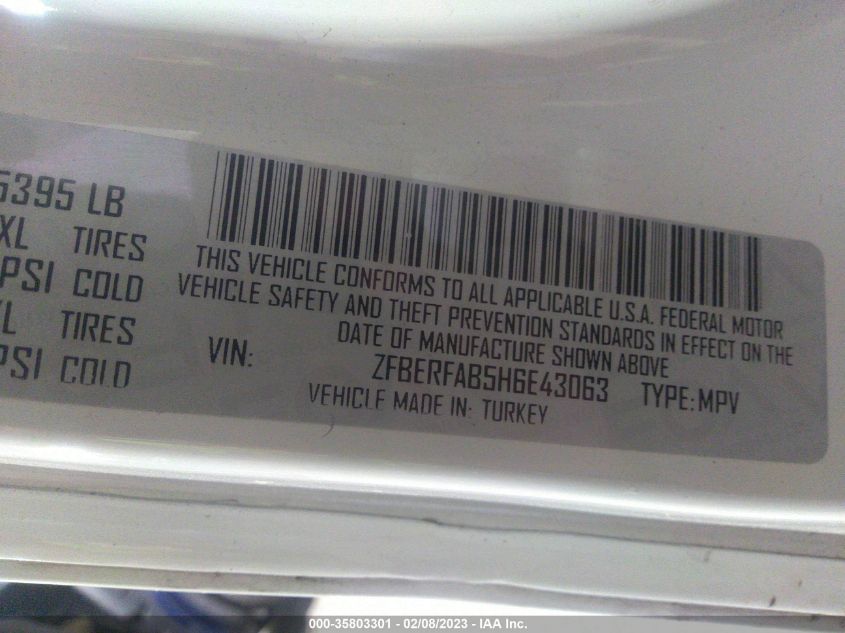 5395 LB
XL TIRES
PSI COLD
XL TIRES
PSI COLD
THIS VEHICLE CONFORMS TO ALL APPLICABLE U.S.A. FEDERAL MOTOR
VEHICLE SAFETY AND THEFT PREVENTION STANDARDS IN EFFECT ON THE
DATE OF MANUFACTURE SHOWN ABOVE
VIN: ZFBERFAB5H6E43063 TYPE: MPV
VEHICLE MADE IN: TURKEY
000-35803301 - 02/08/2023 - IAA Inc.